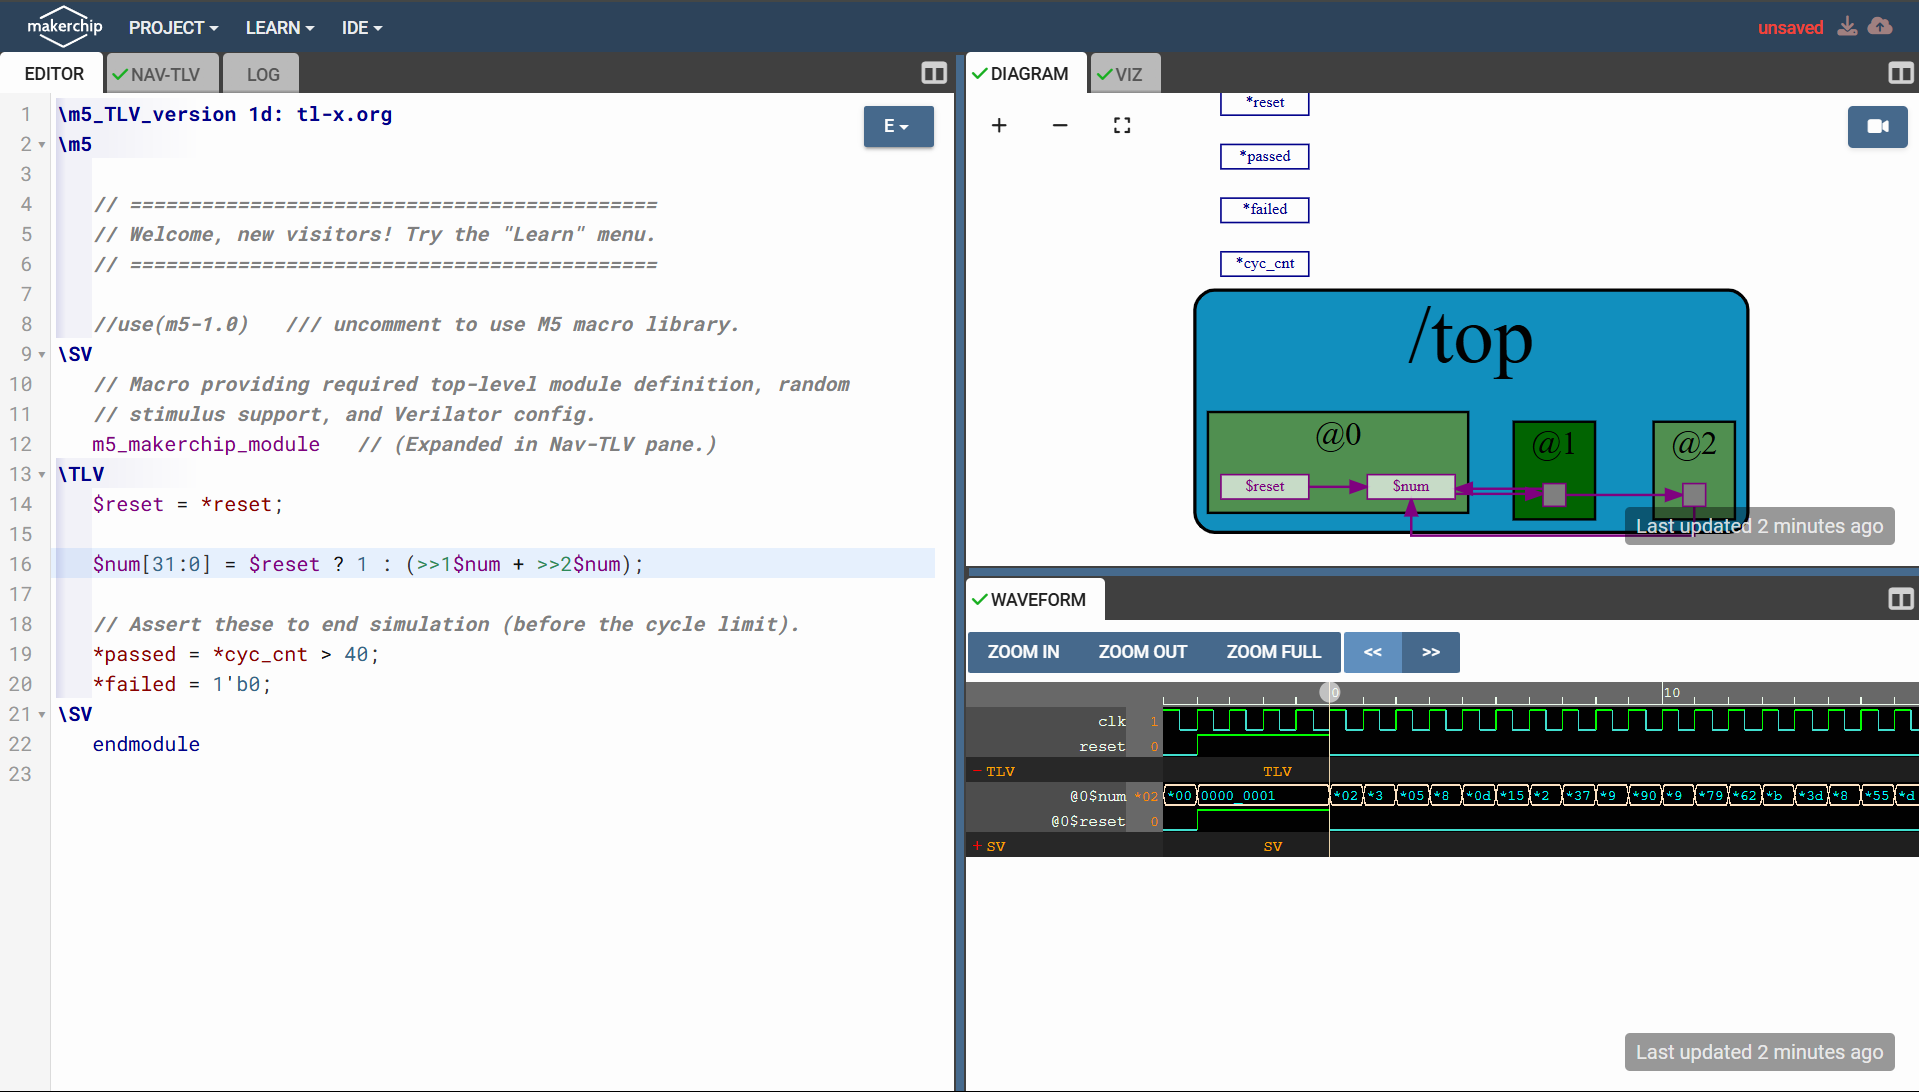 makerchip PROJECT LEARN IDE unsaved
EDITOR NAV-TLV LOG
E
1 \m5_TLV_version 1d: tl-x.org
2 \m5
3
4 // ============================================
5 // Welcome, new visitors! Try the "Learn" menu.
6 // ============================================
7
8 //use(m5-1.0)   /// uncomment to use M5 macro library.
9 \SV
10 // Macro providing required top-level module definition, random
11 // stimulus support, and Verilator config.
12 m5_makerchip_module   // (Expanded in Nav-TLV pane.)
13 \TLV
14 $reset = *reset;
15
16 $num[31:0] = $reset ? 1 : (>>1$num + >>2$num);
17
18 // Assert these to end simulation (before the cycle limit).
19 *passed = *cyc_cnt > 40;
20 *failed = 1'b0;
21 \SV
22 endmodule
23
DIAGRAM VIZ
*reset
*passed
*failed
*cyc_cnt
/top
@0 @1 @2
$reset $num
Last updated 2 minutes ago
WAVEFORM
ZOOM IN ZOOM OUT ZOOM FULL << >>
0 10
clk 1
reset 0
- TLV TLV
@0$num *02 *00 0000_0001 *02 *3 *05 *8 *0d *15 *2 *37 *9 *90 *9 *79 *62 *b *3d *8 *55 *d
@0$reset 0
+ SV SV
Last updated 2 minutes ago